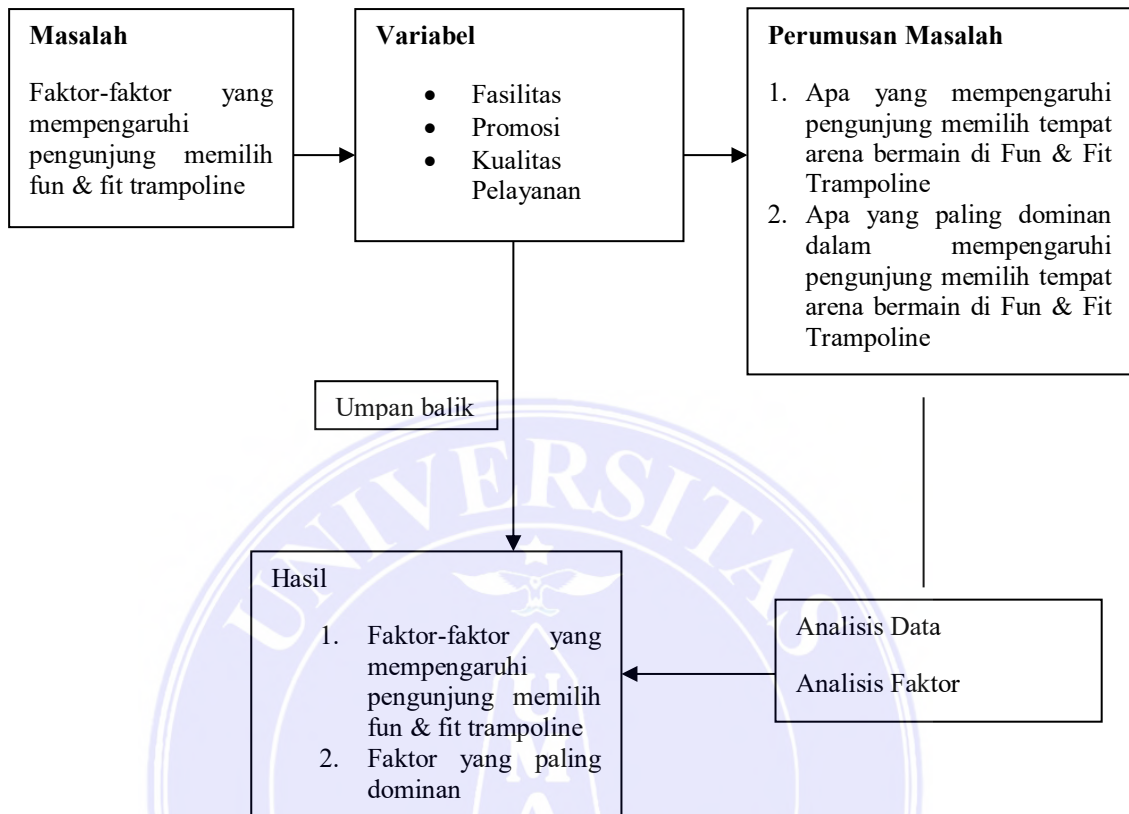 Masalah
Faktor-faktor yang
mempengaruhi
pengunjung memilih
fun & fit trampoline
Variabel
• Fasilitas
• Promosi
• Kualitas
Pelayanan
Perumusan Masalah
1. Apa yang mempengaruhi
pengunjung memilih tempat
arena bermain di Fun & Fit
Trampoline
2. Apa yang paling dominan
dalam mempengaruhi
pengunjung memilih tempat
arena bermain di Fun & Fit
Trampoline
Umpan balik
UNIVERSITAS
Hasil
1. Faktor-faktor yang
mempengaruhi
pengunjung memilih
fun & fit trampoline
2. Faktor yang paling
dominan
Analisis Data
Analisis Faktor
U
M
A